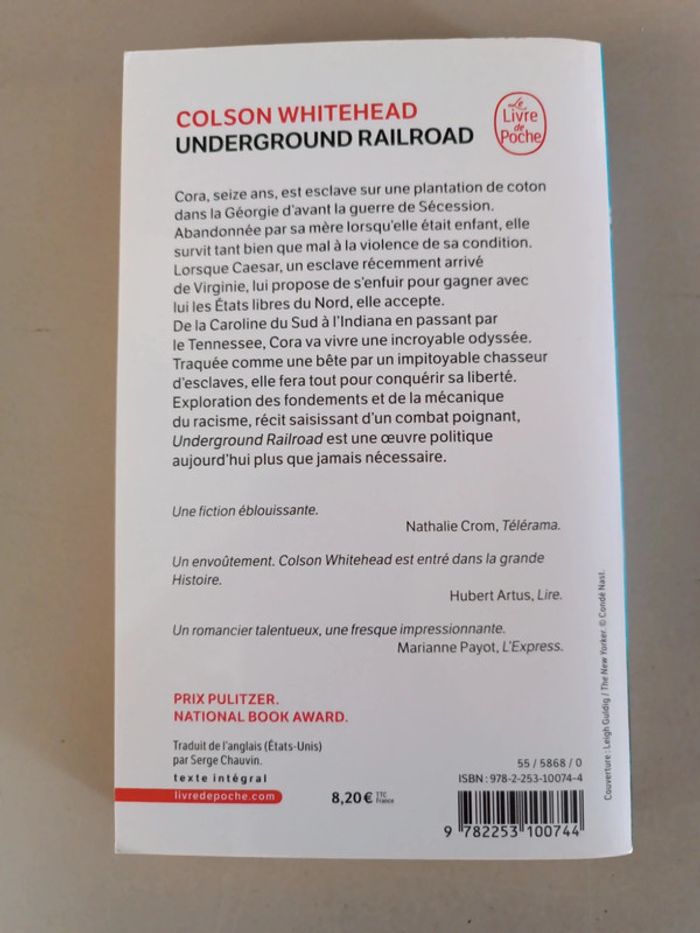 COLSON WHITEHEAD
UNDERGROUND RAILROAD
Le
Livre
de
Poche
Cora, seize ans, est esclave sur une plantation de coton
dans la Géorgie d'avant la guerre de Sécession.
Abandonnée par sa mère lorsqu'elle était enfant, elle
survit tant bien que mal à la violence de sa condition.
Lorsque Caesar, un esclave récemment arrivé
de Virginie, lui propose de s'enfuir pour gagner avec
lui les États libres du Nord, elle accepte.
De la Caroline du Sud à l'Indiana en passant par
le Tennessee, Cora va vivre une incroyable odyssée.
Traquée comme une bête par un impitoyable chasseur
d'esclaves, elle fera tout pour conquérir sa liberté.
Exploration des fondements et de la mécanique
du racisme, récit saisissant d'un combat poignant,
Underground Railroad est une œuvre politique
aujourd'hui plus que jamais nécessaire.
Une fiction éblouissante.
Nathalie Crom, Télérama.
Un envoûtement. Colson Whitehead est entré dans la grande
Histoire.
Hubert Artus, Lire.
Un romancier talentueux, une fresque impressionnante.
Marianne Payot, L'Express.
PRIX PULITZER.
NATIONAL BOOK AWARD.
Traduit de l'anglais (États-Unis)
par Serge Chauvin.
texte intégral
livredepoche.com
8,20 € TTC
France
55 / 5868 / 0
ISBN : 978-2-253-10074-4
9 782253 100744
Couverture : Leigh Guldig / The New Yorker. © Condé Nast.